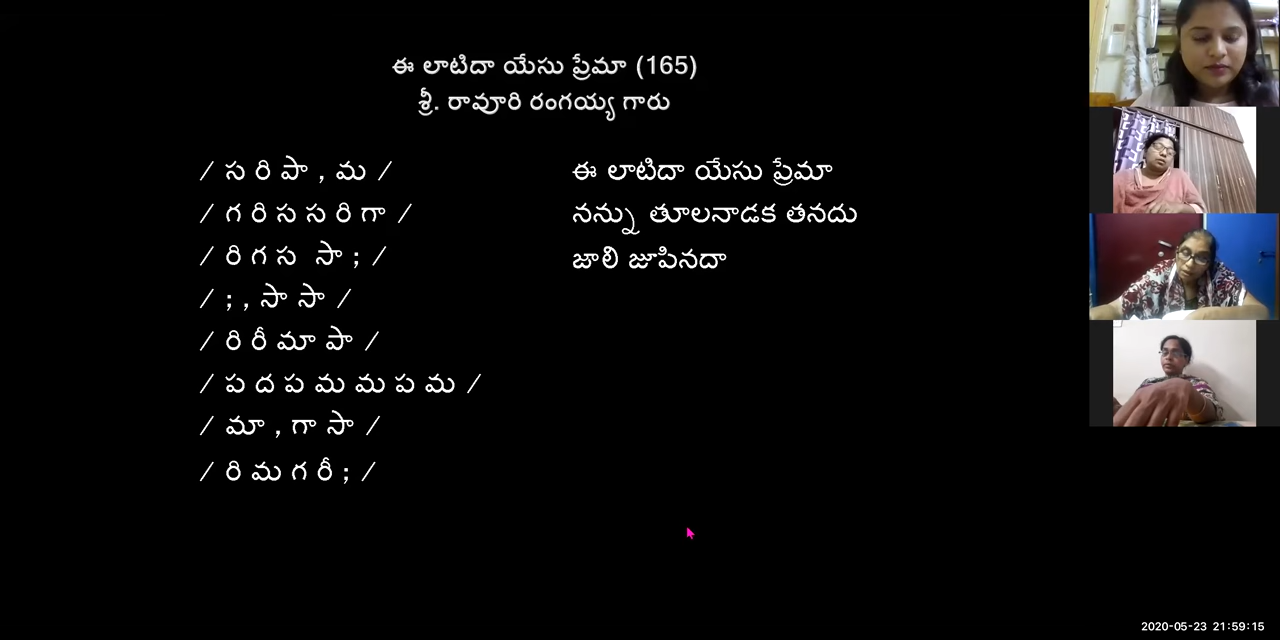 ఈ లాటిదా యేసు ప్రేమా (165)
శ్రీ. రావూరి రంగయ్య గారు
/ స రి పా , మ /
/ గ రి స స రి గా /
/ రి గ స సా ; /
/ ; , సా సా /
/ రి రీ మా పా /
/ ప ద ప మ మ ప మ /
/ మా , గా సా /
/ రి మ గ రీ ; /
ఈ లాటిదా యేసు ప్రేమా
నన్ను తూలనాడక తనదు
జాలి జూపినదా
2020-05-23 21:59:15